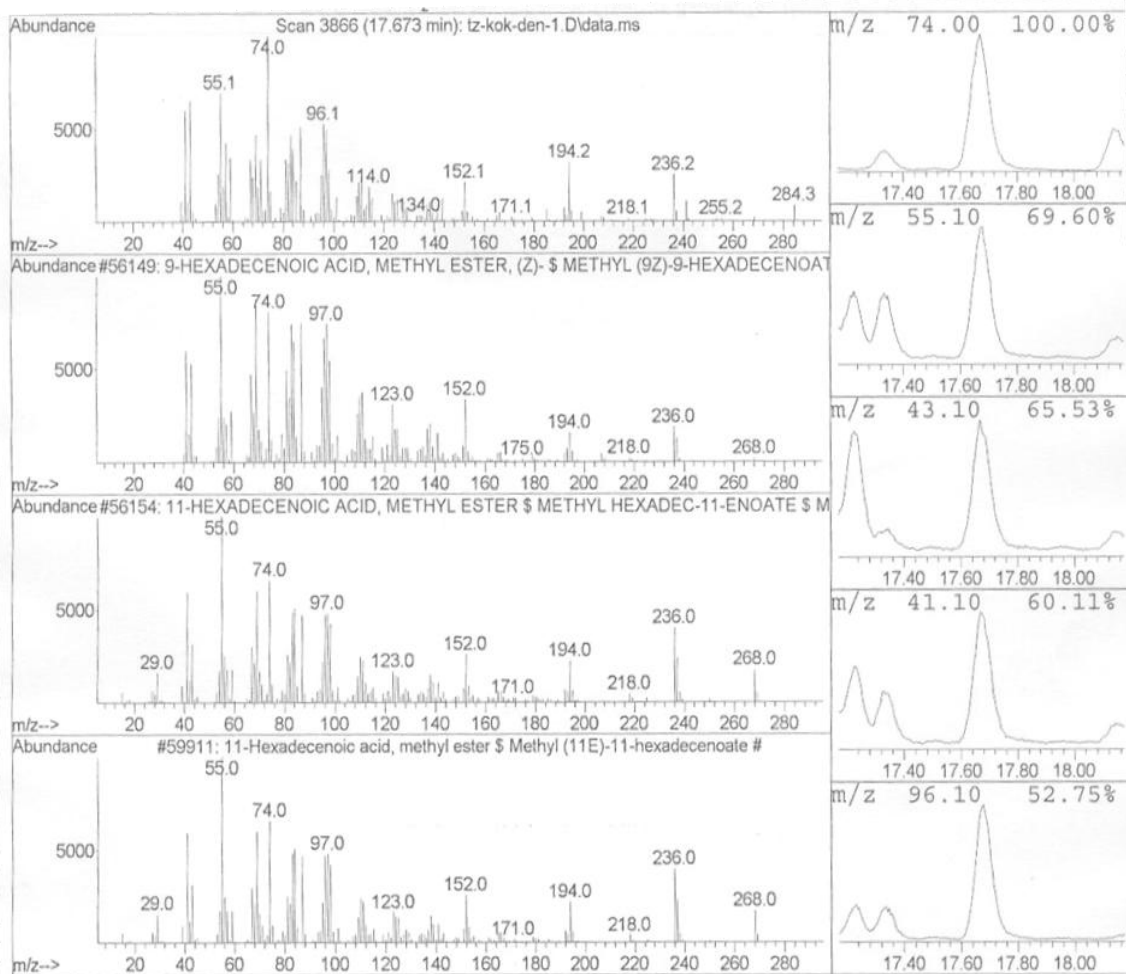 Abundance Scan 3866 (17.673 min): tz-kok-den-1.D\data.ms
74.0
55.1
96.1
5000
114.0
134.0
152.1
171.1
194.2
218.1
236.2
255.2
284.3
m/z--> 20 40 60 80 100 120 140 160 180 200 220 240 260 280
Abundance #56149: 9-HEXADECENOIC ACID, METHYL ESTER, (Z)- $ METHYL (9Z)-9-HEXADECENOAT
55.0
74.0
97.0
5000
123.0
152.0
175.0
194.0
218.0
236.0
268.0
m/z--> 20 40 60 80 100 120 140 160 180 200 220 240 260 280
Abundance #56154: 11-HEXADECENOIC ACID, METHYL ESTER $ METHYL HEXADEC-11-ENOATE $ M
55.0
74.0
97.0
5000
29.0
123.0
152.0
171.0
194.0
218.0
236.0
268.0
m/z--> 20 40 60 80 100 120 140 160 180 200 220 240 260 280
Abundance #59911: 11-Hexadecenoic acid, methyl ester $ Methyl (11E)-11-hexadecenoate #
55.0
74.0
97.0
5000
29.0
123.0
152.0
171.0
194.0
218.0
236.0
268.0
m/z--> 20 40 60 80 100 120 140 160 180 200 220 240 260 280
m/z 74.00 100.00%
17.40 17.60 17.80 18.00
m/z 55.10 69.60%
17.40 17.60 17.80 18.00
m/z 43.10 65.53%
17.40 17.60 17.80 18.00
m/z 41.10 60.11%
17.40 17.60 17.80 18.00
m/z 96.10 52.75%
17.40 17.60 17.80 18.00